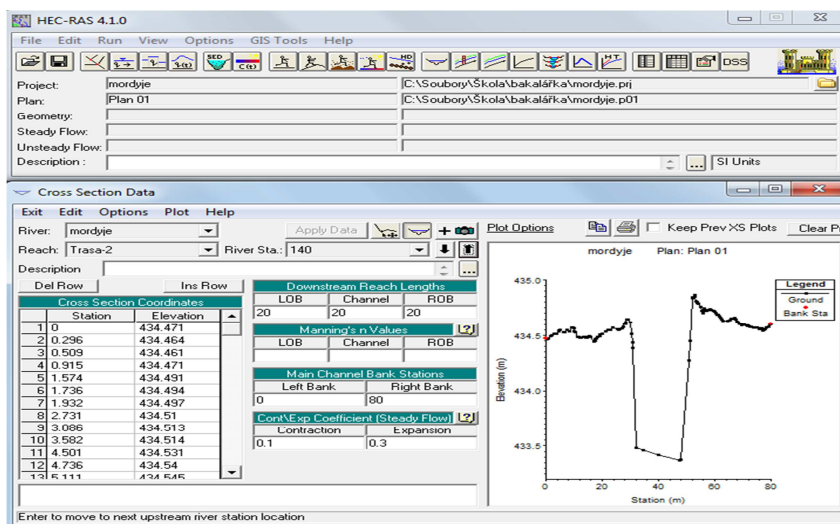 HEC-RAS 4.1.0
File Edit Run View Options GIS Tools Help
Project: mordyje C:\Soubory\Škola\bakalářka\mordyje.prj
Plan: Plan 01 C:\Soubory\Škola\bakalářka\mordyje.p01
Geometry:
Steady Flow:
Unsteady Flow:
Description : ... SI Units
Cross Section Data
Exit Edit Options Plot Help
River: mordyje Apply Data Plot Options Keep Prev XS Plots Clear P
Reach: Trasa-2 River Sta.: 140
Description ...
Del Row Ins Row
Cross Section Coordinates
Station Elevation
1 0 434.471
2 0.296 434.464
3 0.509 434.461
4 0.915 434.471
5 1.574 434.491
6 1.736 434.494
7 1.932 434.497
8 2.731 434.51
9 3.086 434.513
10 3.582 434.514
11 4.501 434.531
12 4.736 434.54
13 5.111 434.545
Downstream Reach Lengths
LOB Channel ROB
20 20 20
Manning's n Values
LOB Channel ROB
Main Channel Bank Stations
Left Bank Right Bank
0 80
Cont\Exp Coefficient (Steady Flow)
Contraction Expansion
0.1 0.3
mordyje Plan: Plan 01
Legend
Ground
Bank Sta
Elevation (m)
435.0
434.5
434.0
433.5
0 20 40 60 80
Station (m)
Enter to move to next upstream river station location